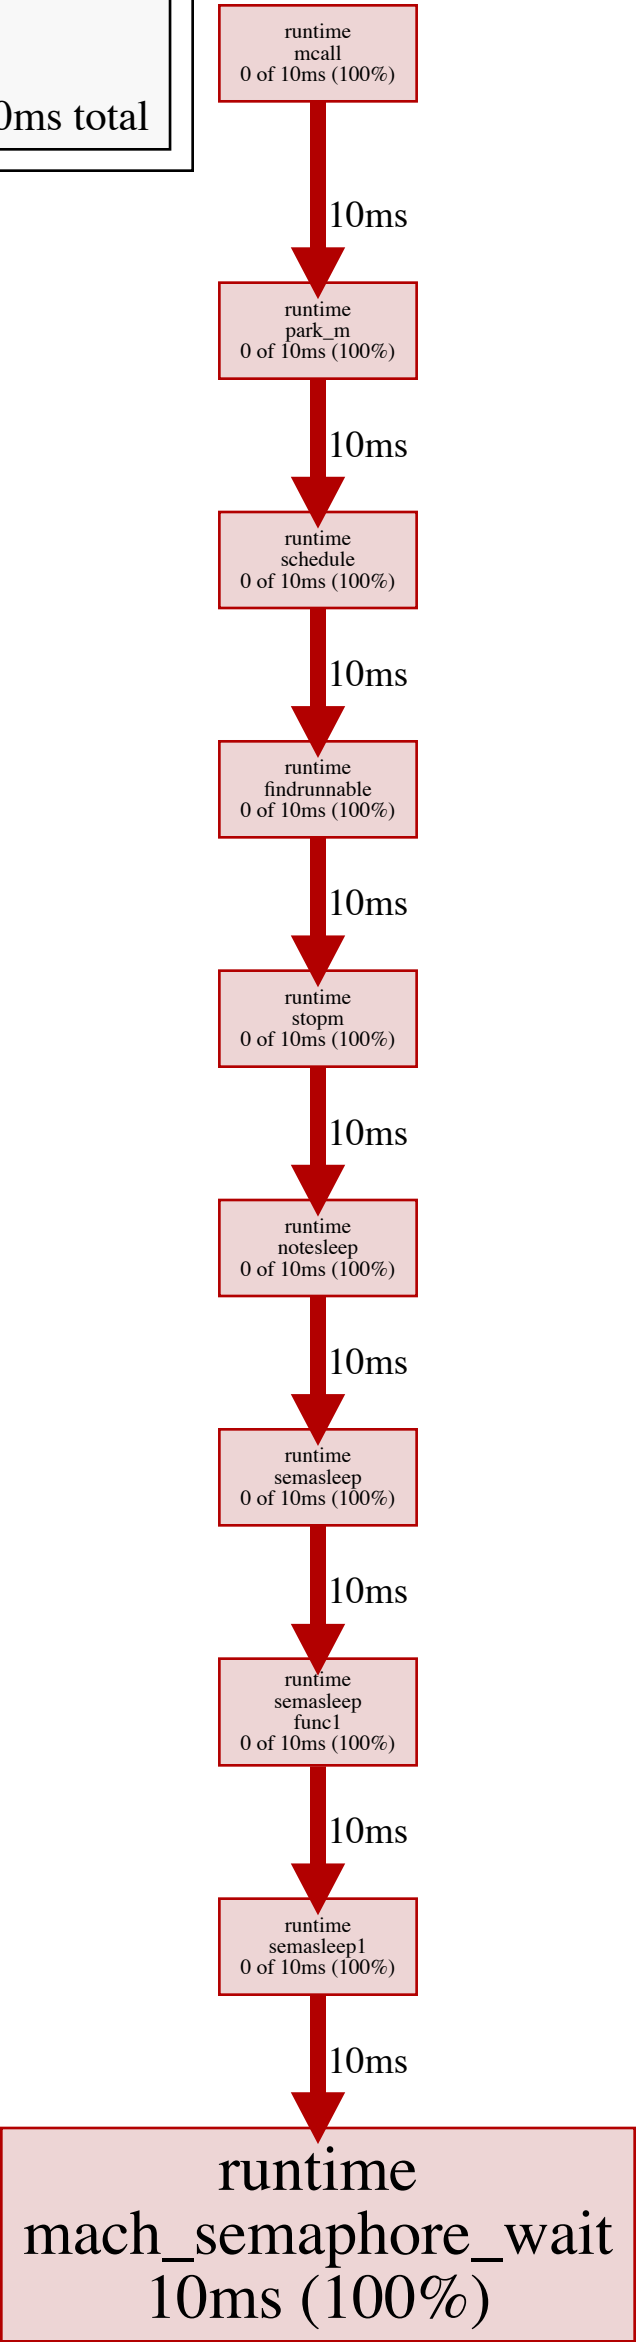 runtime
mcall
0 of 10ms (100%)
0ms total
10ms
runtime
park_m
0 of 10ms (100%)
10ms
runtime
schedule
0 of 10ms (100%)
10ms
runtime
findrunnable
0 of 10ms (100%)
10ms
runtime
stopm
0 of 10ms (100%)
10ms
runtime
notesleep
0 of 10ms (100%)
10ms
runtime
semasleep
0 of 10ms (100%)
10ms
runtime
semasleep
func1
0 of 10ms (100%)
10ms
runtime
semasleep1
0 of 10ms (100%)
10ms
runtime
mach_semaphore_wait
10ms (100%)